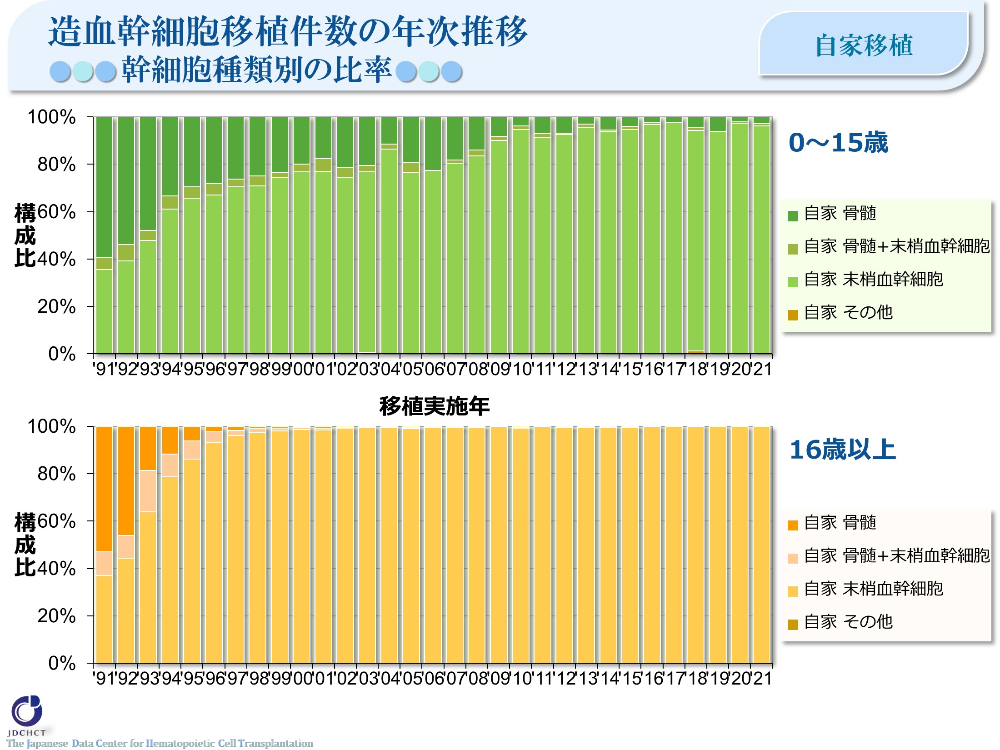 造血幹細胞移植件数の年次推移
幹細胞種類別の比率
自家移植
0～15歳
構成比
100%
80%
60%
40%
20%
0%
'91 '92 '93 '94 '95 '96 '97 '98 '99 '00 '01 '02 '03 '04 '05 '06 '07 '08 '09 '10 '11 '12 '13 '14 '15 '16 '17 '18 '19 '20 '21
自家 骨髄
自家 骨髄+末梢血幹細胞
自家 末梢血幹細胞
自家 その他
移植実施年
16歳以上
構成比
100%
80%
60%
40%
20%
0%
'91 '92 '93 '94 '95 '96 '97 '98 '99 '00 '01 '02 '03 '04 '05 '06 '07 '08 '09 '10 '11 '12 '13 '14 '15 '16 '17 '18 '19 '20 '21
自家 骨髄
自家 骨髄+末梢血幹細胞
自家 末梢血幹細胞
自家 その他
JDCHCT
The Japanese Data Center for Hematopoietic Cell Transplantation